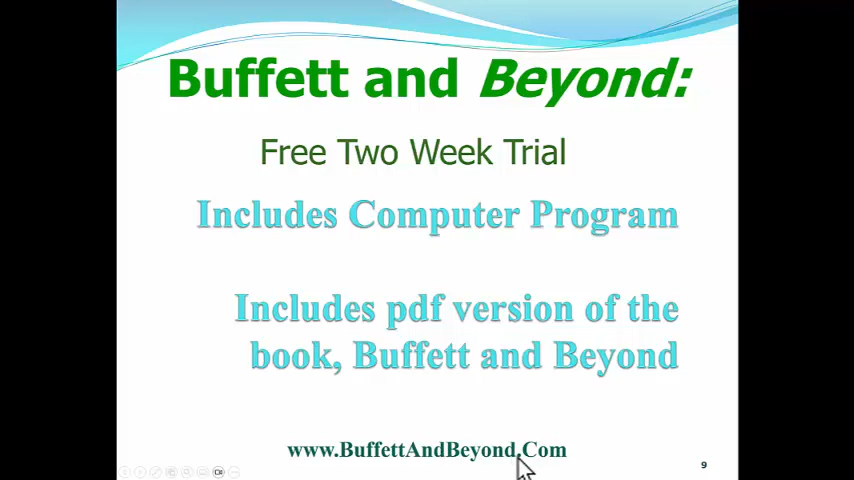 Buffett and Beyond:
Free Two Week Trial
Includes Computer Program
Includes pdf version of the
book, Buffett and Beyond
www.BuffettAndBeyond.Com
9